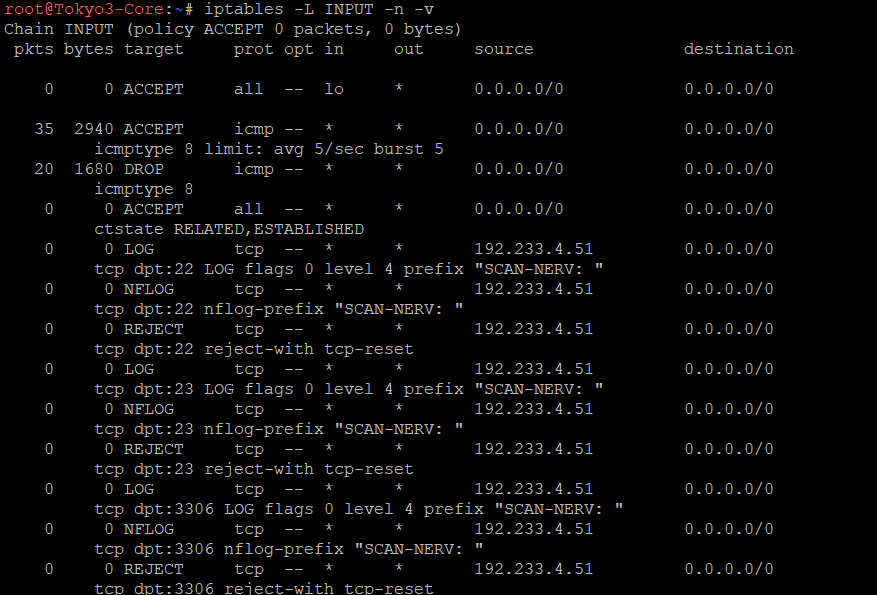 root@Tokyo3-Core:~# iptables -L INPUT -n -v
Chain INPUT (policy ACCEPT 0 packets, 0 bytes)
pkts bytes target prot opt in out source destination
0 0 ACCEPT all -- lo * 0.0.0.0/0 0.0.0.0/0
35 2940 ACCEPT icmp -- * * 0.0.0.0/0 0.0.0.0/0
icmptype 8 limit: avg 5/sec burst 5
20 1680 DROP icmp -- * * 0.0.0.0/0 0.0.0.0/0
icmptype 8
0 0 ACCEPT all -- * * 0.0.0.0/0 0.0.0.0/0
ctstate RELATED,ESTABLISHED
0 0 LOG tcp -- * * 192.233.4.51 0.0.0.0/0
tcp dpt:22 LOG flags 0 level 4 prefix "SCAN-NERV: "
0 0 NFLOG tcp -- * * 192.233.4.51 0.0.0.0/0
tcp dpt:22 nflog-prefix "SCAN-NERV: "
0 0 REJECT tcp -- * * 192.233.4.51 0.0.0.0/0
tcp dpt:22 reject-with tcp-reset
0 0 LOG tcp -- * * 192.233.4.51 0.0.0.0/0
tcp dpt:23 LOG flags 0 level 4 prefix "SCAN-NERV: "
0 0 NFLOG tcp -- * * 192.233.4.51 0.0.0.0/0
tcp dpt:23 nflog-prefix "SCAN-NERV: "
0 0 REJECT tcp -- * * 192.233.4.51 0.0.0.0/0
tcp dpt:23 reject-with tcp-reset
0 0 LOG tcp -- * * 192.233.4.51 0.0.0.0/0
tcp dpt:3306 LOG flags 0 level 4 prefix "SCAN-NERV: "
0 0 NFLOG tcp -- * * 192.233.4.51 0.0.0.0/0
tcp dpt:3306 nflog-prefix "SCAN-NERV: "
0 0 REJECT tcp -- * * 192.233.4.51 0.0.0.0/0
tcp dpt:3306 reject-with tcp-reset